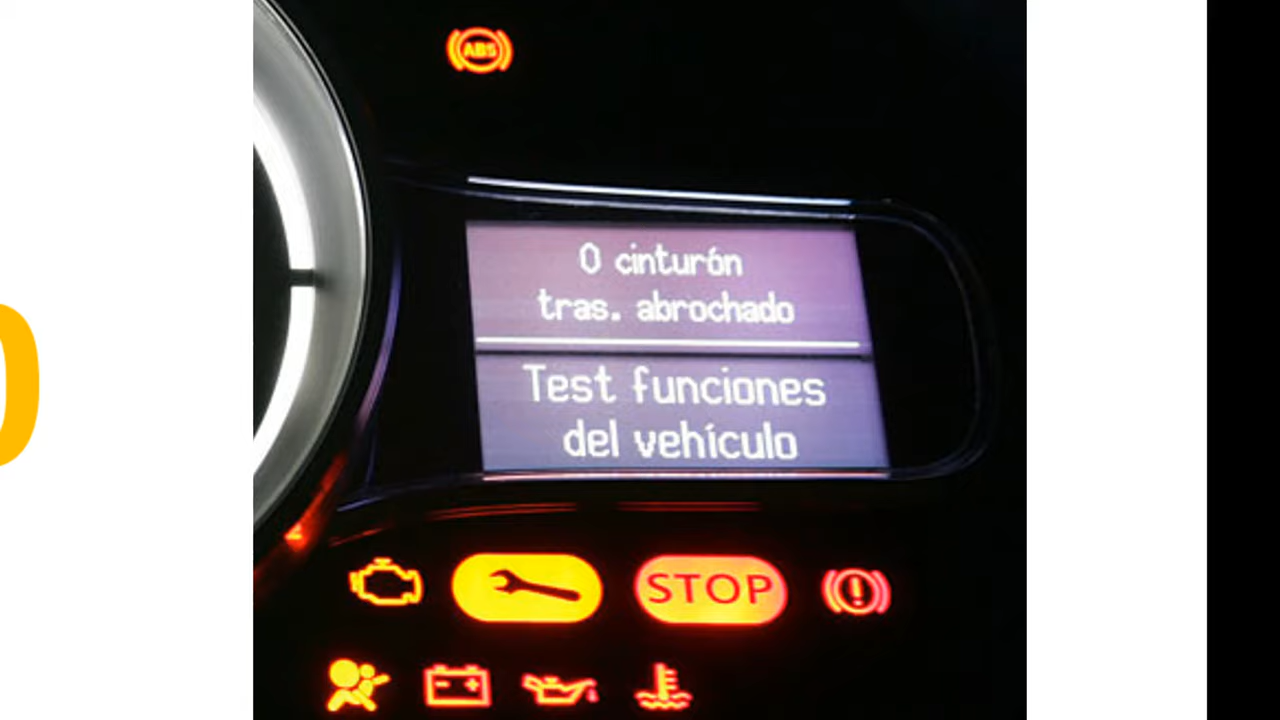 ABS
0 cinturón
tras. abrochado
Test funciones
del vehículo
STOP